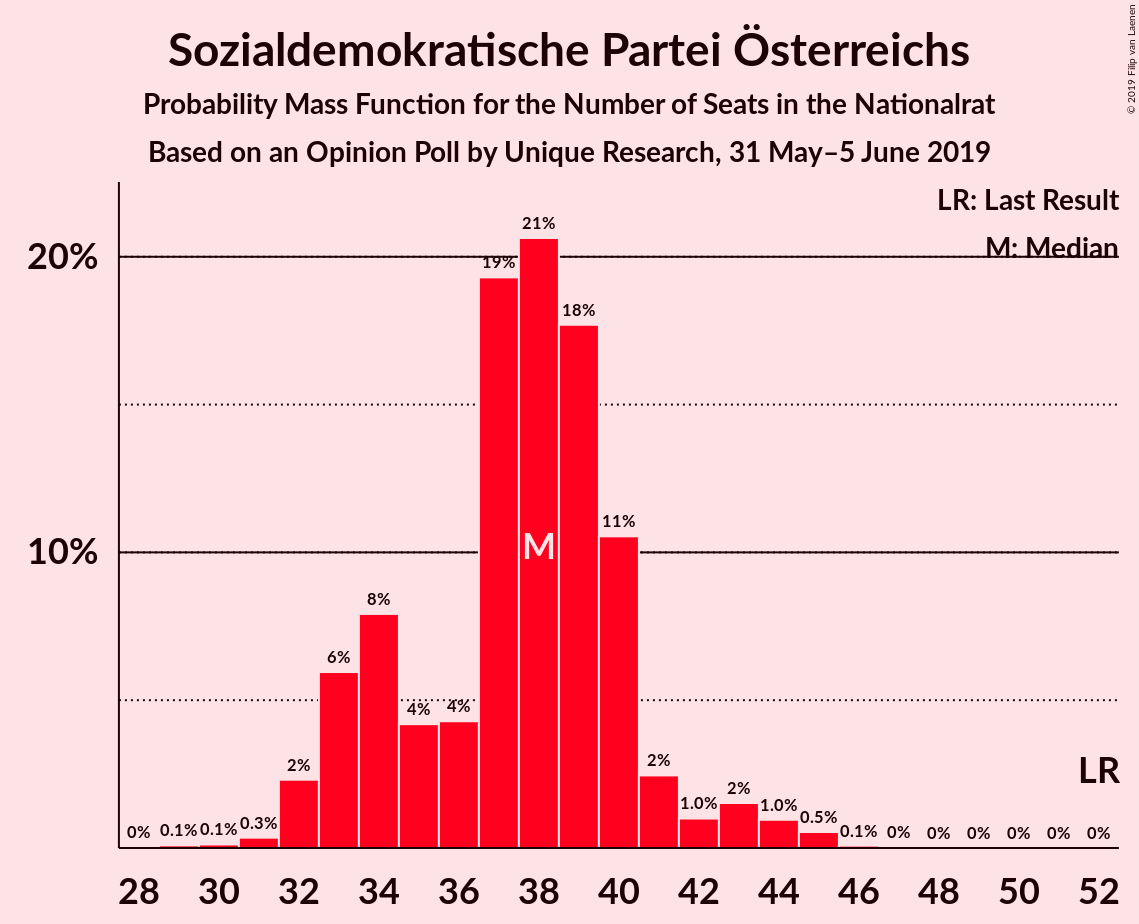 Sozialdemokratische Partei Österreichs
Probability Mass Function for the Number of Seats in the Nationalrat
Based on an Opinion Poll by Unique Research, 31 May–5 June 2019
© 2019 Filip van Laenen
LR: Last Result
M: Median
20%
10%
0% 0.1% 0.1% 0.3% 2% 6% 8% 4% 4% 19% 21% 18% 11% 2% 1.0% 2% 1.0% 0.5% 0.1% 0% 0% 0% 0% 0% 0%
M
LR
28 30 32 34 36 38 40 42 44 46 48 50 52